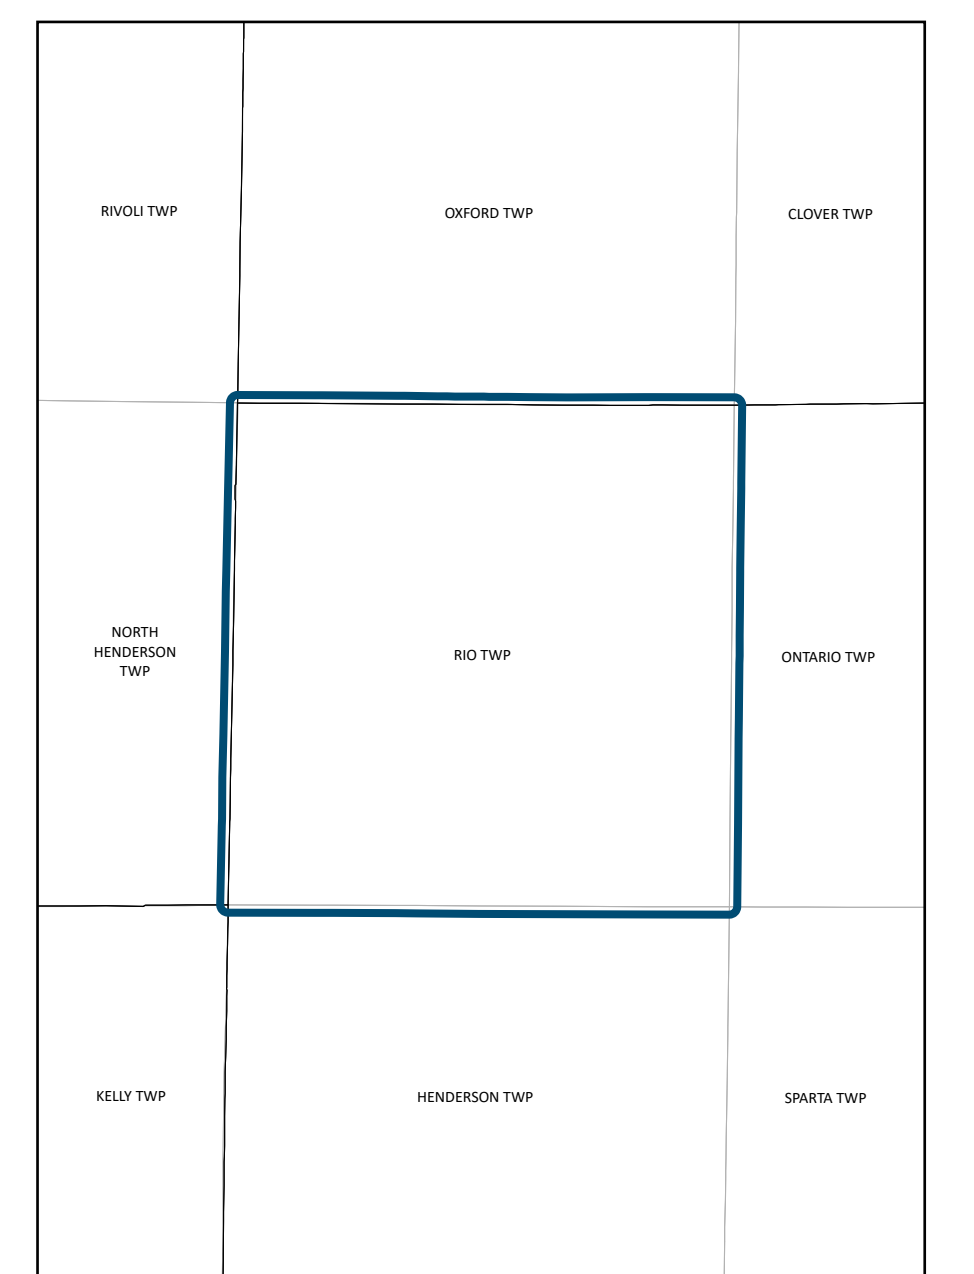 RIVOLI TWP
OXFORD TWP
CLOVER TWP
NORTH
HENDERSON
TWP
RIO TWP
ONTARIO TWP
KELLY TWP
HENDERSON TWP
SPARTA TWP